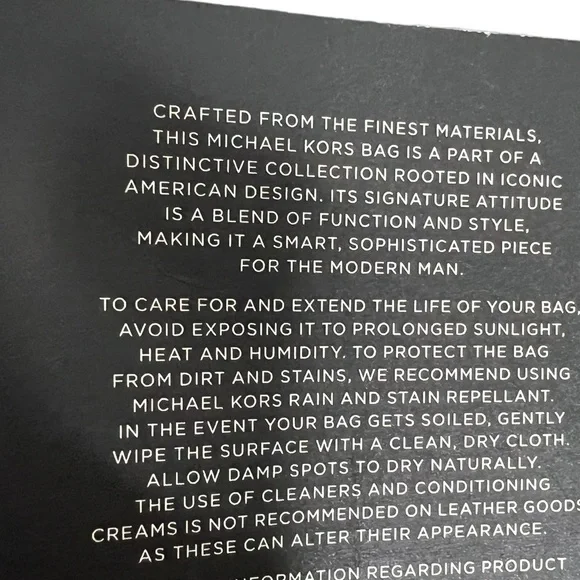 CRAFTED FROM THE FINEST MATERIALS,
THIS MICHAEL KORS BAG IS A PART OF A
DISTINCTIVE COLLECTION ROOTED IN ICONIC
AMERICAN DESIGN. ITS SIGNATURE ATTITUDE
IS A BLEND OF FUNCTION AND STYLE,
MAKING IT A SMART, SOPHISTICATED PIECE
FOR THE MODERN MAN.
TO CARE FOR AND EXTEND THE LIFE OF YOUR BAG,
AVOID EXPOSING IT TO PROLONGED SUNLIGHT,
HEAT AND HUMIDITY. TO PROTECT THE BAG
FROM DIRT AND STAINS, WE RECOMMEND USING
MICHAEL KORS RAIN AND STAIN REPELLANT.
IN THE EVENT YOUR BAG GETS SOILED, GENTLY
WIPE THE SURFACE WITH A CLEAN, DRY CLOTH.
ALLOW DAMP SPOTS TO DRY NATURALLY.
THE USE OF CLEANERS AND CONDITIONING
CREAMS IS NOT RECOMMENDED ON LEATHER GOODS
AS THESE CAN ALTER THEIR APPEARANCE.
INFORMATION REGARDING PRODUCT